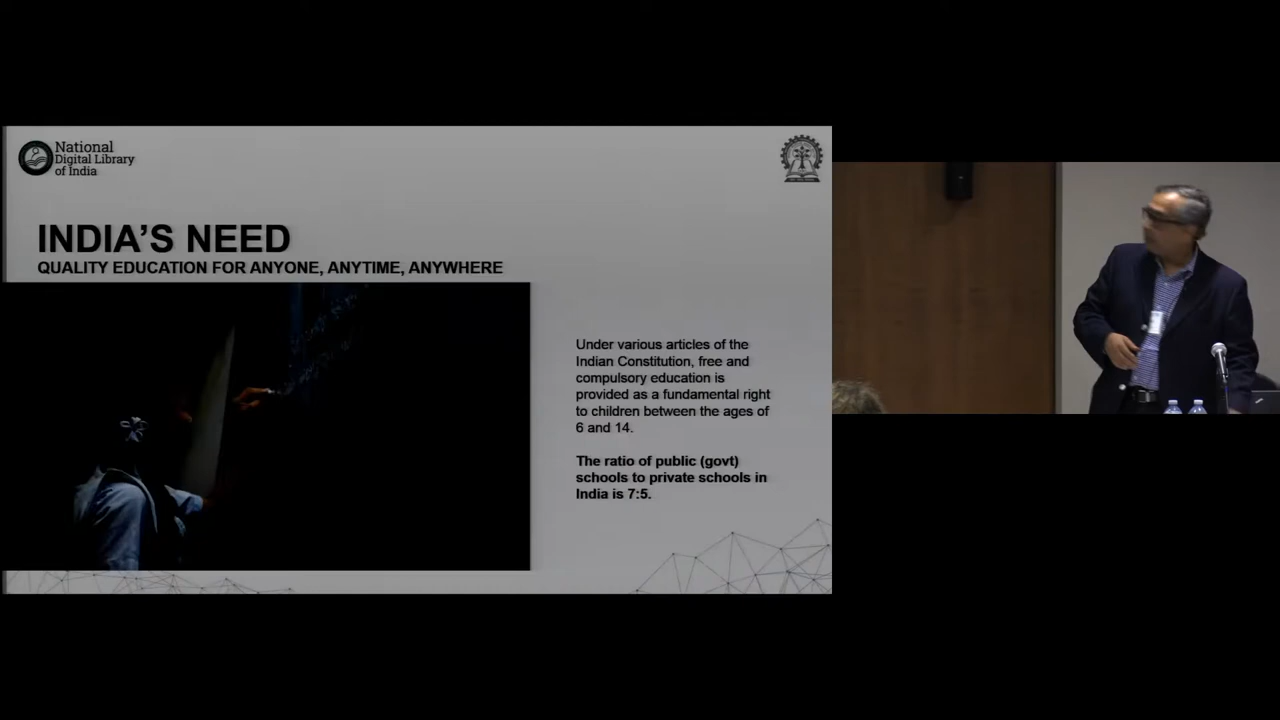 National
Digital Library
of India
INDIA'S NEED
QUALITY EDUCATION FOR ANYONE, ANYTIME, ANYWHERE
Under various articles of the
Indian Constitution, free and
compulsory education is
provided as a fundamental right
to children between the ages of
6 and 14.
The ratio of public (govt)
schools to private schools in
India is 7:5.